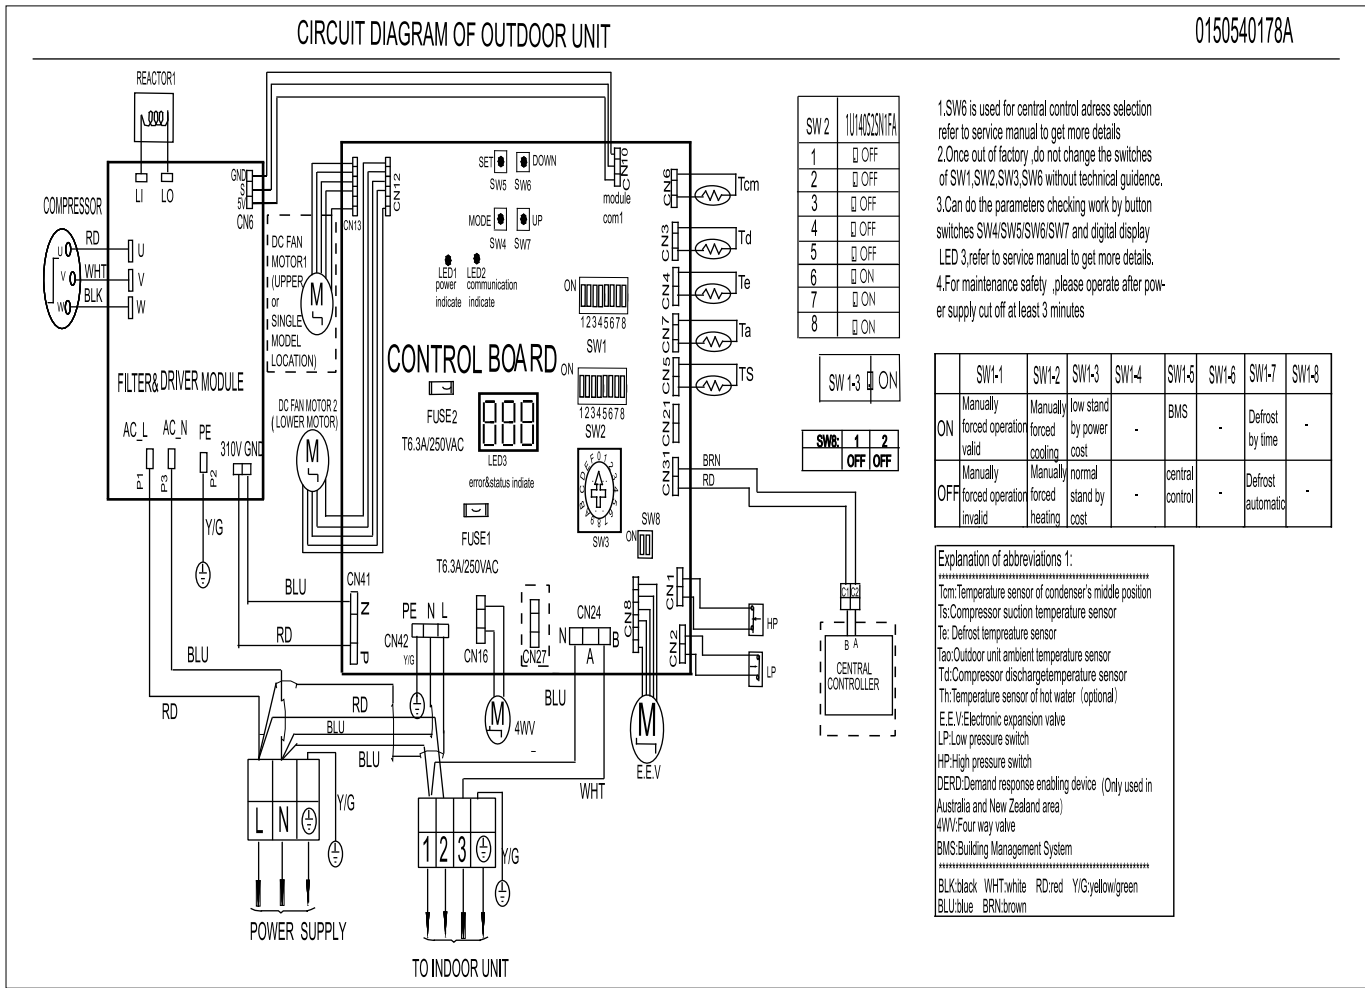 CIRCUIT DIAGRAM OF OUTDOOR UNIT
0150540178A
REACTOR1
LI LO
GND
S
5V
CN6
COMPRESSOR
U
V
W
RD
WHT
BLK
U
V
W
FILTER& DRIVER MODULE
AC_L AC_N PE
310V GND
P1 P3 P2
Y/G
DC FAN
MOTOR1
(UPPER
or
SINGLE
MODEL
LOCATION)
M
DC FAN MOTOR 2
( LOWER MOTOR)
M
CN13
CN12
SET DOWN
SW5 SW6
MODE UP
SW4 SW7
LED1 LED2
power communication
indicate indicate
module
com1
CN10
ON
12345678
SW1
CONTROL BOARD
ON
12345678
SW2
FUSE2
T6.3A/250VAC
LED3
error&status indiate
FUSE1
T6.3A/250VAC
0 1 2 3 4 5 6 7 8 9 A B C D E F
SW3
SW8
ON
CN6 Tcm
CN3 Td
CN4 Te
CN7 Ta
CN5 TS
CN21
CN31
BRN
RD
CN1
HP
CN2
LP
CN8
CN41
N
P
BLU
RD
PE N L
CN42
Y/G
CN16
CN27
CN24
N A B
M
4WV
M
E.E.V
BLU
RD
RD
BLU
BLU
BLU
WHT
L N
Y/G
POWER SUPPLY
1 2 3
Y/G
TO INDOOR UNIT
C1 C2
B A
CENTRAL
CONTROLLER
SW 2 1U140S2SN1FA
1 OFF
2 OFF
3 OFF
4 OFF
5 OFF
6 ON
7 ON
8 ON
SW 1-3 ON
SW8: 1 2
OFF OFF
1.SW6 is used for central control adress selection
refer to service manual to get more details
2.Once out of factory ,do not change the switches
of SW1,SW2,SW3,SW6 without technical guidence.
3.Can do the parameters checking work by button
switches SW4/SW5/SW6/SW7 and digital display
LED 3,refer to service manual to get more details.
4.For maintenance safety ,please operate after pow-
er supply cut off at least 3 minutes
SW1-1 SW1-2 SW1-3 SW1-4 SW1-5 SW1-6 SW1-7 SW1-8
ON Manually forced operation valid Manually forced cooling low stand by power cost - BMS - Defrost by time -
OFF Manually forced operation invalid Manually forced heating normal stand by cost - central control - Defrost automatic -
Explanation of abbreviations 1:
************************************************************
Tcm:Temperature sensor of condenser's middle position
Ts:Compressor suction temperature sensor
Te: Defrost tempreature sensor
Tao:Outdoor unit ambient temperature sensor
Td:Compressor dischargetemperature sensor
Th:Temperature sensor of hot water (optional)
E.E.V:Electronic expansion valve
LP:Low pressure switch
HP:High pressure switch
DERD:Demand response enabling device (Only used in
Australia and New Zealand area)
4WV:Four way valve
BMS:Building Management System
************************************************************
BLK:black WHT:white RD:red Y/G:yellow/green
BLU:blue BRN:brown